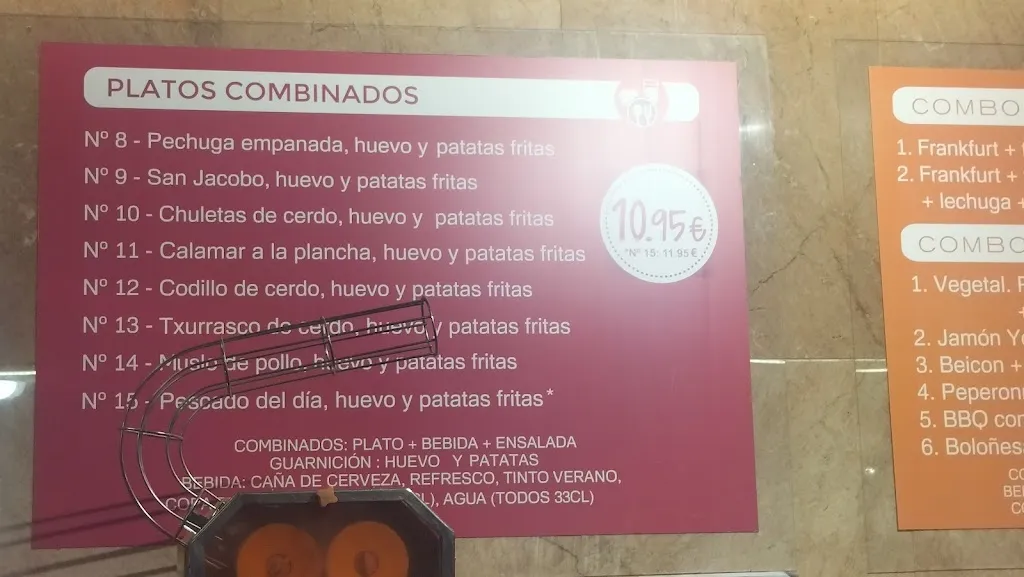 PLATOS COMBINADOS
Nº 8 - Pechuga empanada, huevo y patatas fritas
Nº 9 - San Jacobo, huevo y patatas fritas
Nº 10 - Chuletas de cerdo, huevo y patatas fritas
Nº 11 - Calamar a la plancha, huevo y patatas fritas
Nº 12 - Codillo de cerdo, huevo y patatas fritas
Nº 13 - Txurrasco de cerdo, huevo y patatas fritas
Nº 14 - Muslo de pollo, huevo y patatas fritas
Nº 15 - Pescado del día, huevo y patatas fritas*
10.95€
*Nº 15: 11.95€
COMBINADOS: PLATO + BEBIDA + ENSALADA
GUARNICIÓN : HUEVO Y PATATAS
BEBIDA: CAÑA DE CERVEZA, REFRESCO, TINTO VERANO,
AGUA (TODOS 33CL)
COMBO
1. Frankfurt +
2. Frankfurt +
+ lechuga +
COMBO
1. Vegetal.
+
2. Jamón
3. Beicon +
4.
5. BBQ
6.